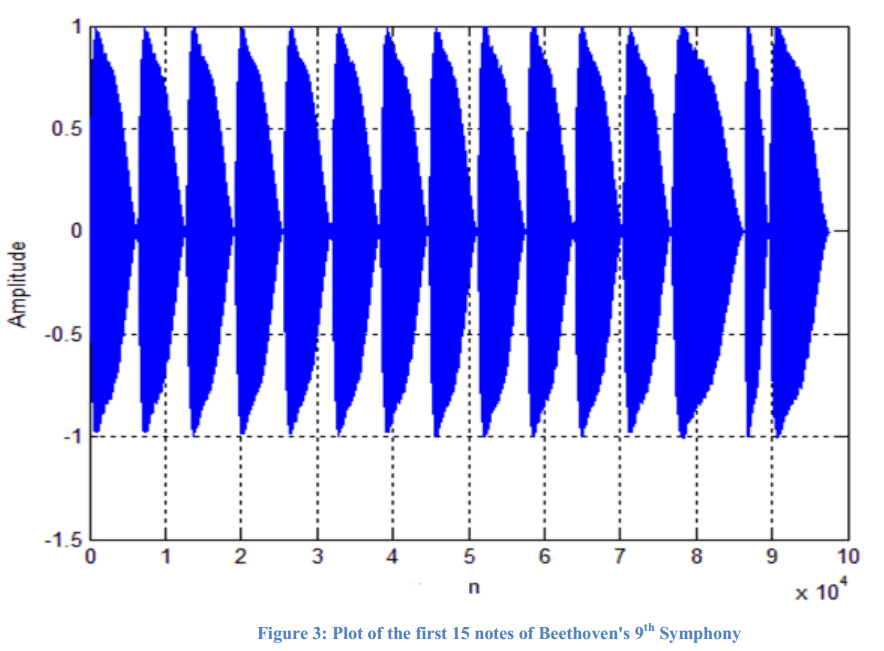 1
0.5
0
-0.5
-1
-1.5
Amplitude
0 1 2 3 4 5 6 7 8 9 10
n
x 10^4
Figure 3: Plot of the first 15 notes of Beethoven's 9th Symphony